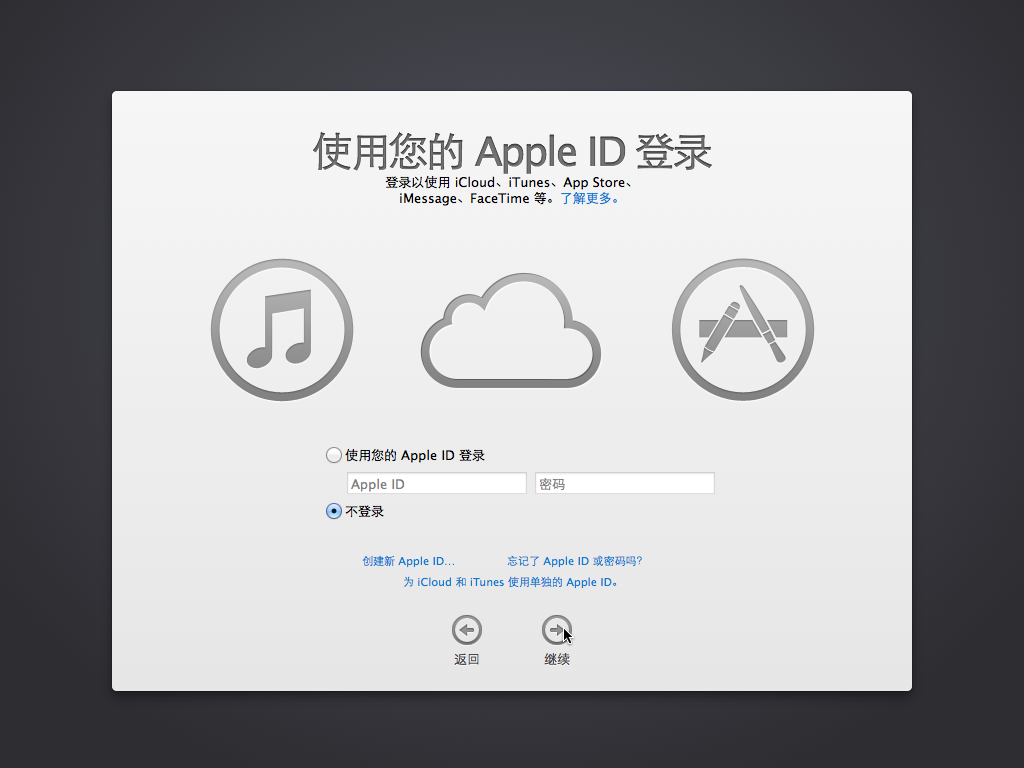 使用您的 Apple ID 登录
登录以使用 iCloud、iTunes、App Store、
iMessage、FaceTime 等。了解更多。
使用您的 Apple ID 登录
Apple ID 密码
不登录
创建新 Apple ID... 忘记了 Apple ID 或密码吗?
为 iCloud 和 iTunes 使用单独的 Apple ID。
返回 继续